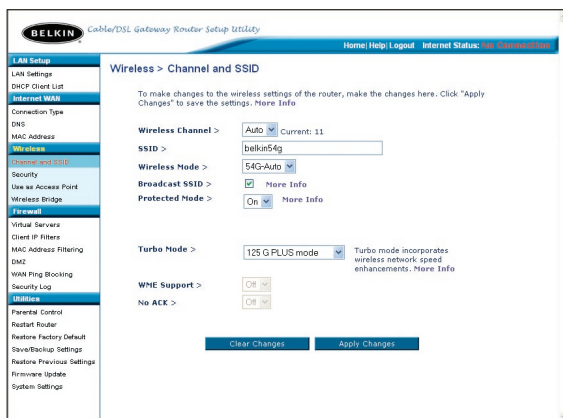 BELKIN
Cable/DSL Gateway Router Setup Utility
Home| Help| Logout Internet Status: No Connection
LAN Setup
LAN Settings
DHCP Client List
Internet WAN
Connection Type
DNS
MAC Address
Wireless
Channel and SSID
Security
Use as Access Point
Wireless Bridge
Firewall
Virtual Servers
Client IP Filters
MAC Address Filtering
DMZ
WAN Ping Blocking
Security Log
Utilities
Parental Control
Restart Router
Restore Factory Default
Save/Backup Settings
Restore Previous Settings
Firmware Update
System Settings
Wireless > Channel and SSID
To make changes to the wireless settings of the router, make the changes here. Click "Apply
Changes" to save the settings. More Info
Wireless Channel > Auto Current: 11
SSID > belkin54g
Wireless Mode > 54G-Auto
Broadcast SSID > More Info
Protected Mode > On More Info
Turbo Mode > 125 G PLUS mode Turbo mode incorporates
wireless network speed
enhancements. More Info
WME Support > Off
No ACK > Off
Clear Changes Apply Changes